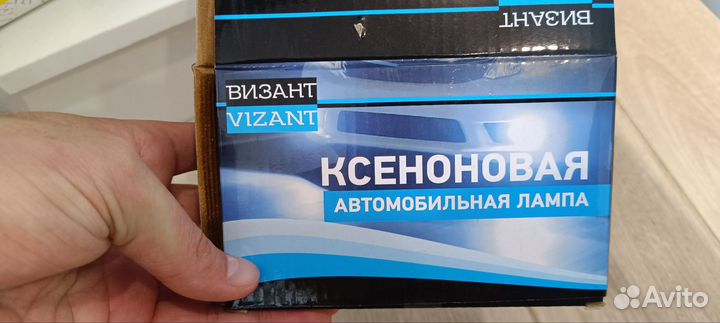 ВИЗАНТ
ВИЗАНТ
VIZANT
КСЕНОНОВАЯ
АВТОМОБИЛЬНАЯ ЛАМПА
Avito